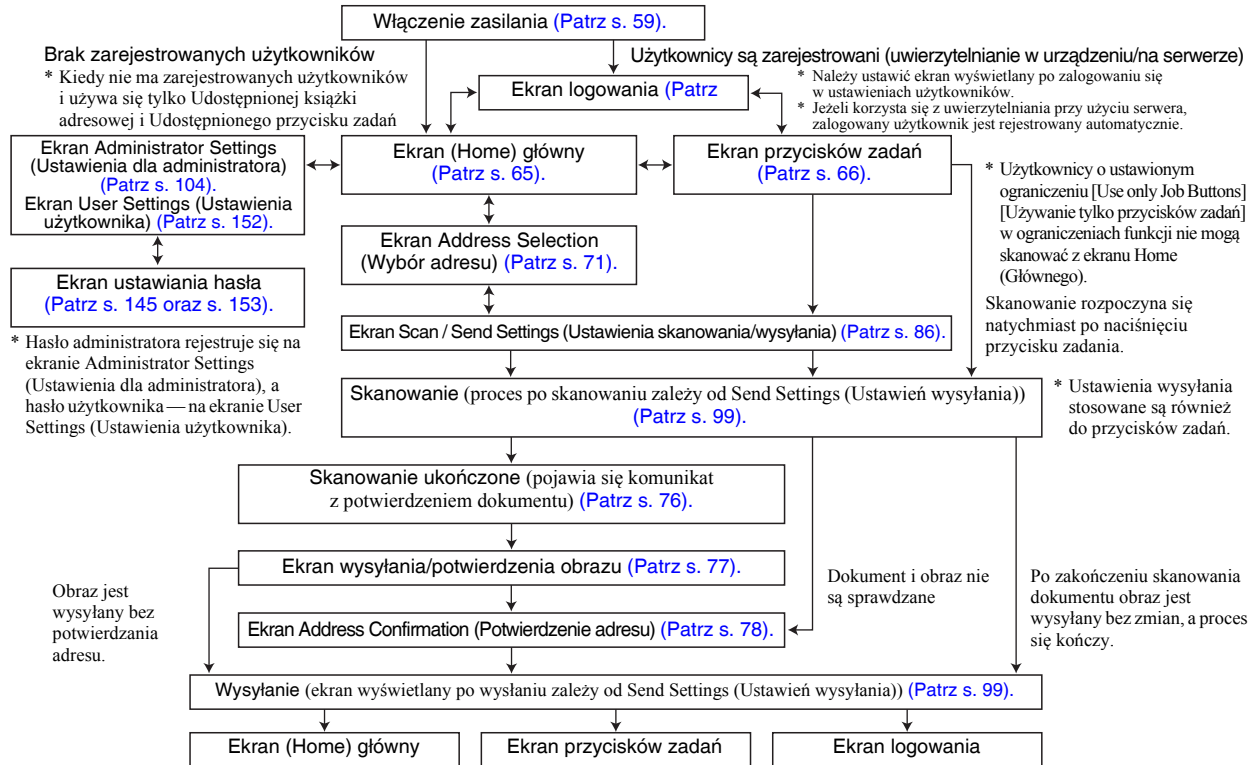 Włączenie zasilania (Patrz s. 59).
Brak zarejestrowanych użytkowników
* Kiedy nie ma zarejestrowanych użytkowników
i używa się tylko Udostępnionej książki
adresowej i Udostępnionego przycisku zadań
Użytkownicy są zarejestrowani (uwierzytelnianie w urządzeniu/na serwerze)
* Należy ustawić ekran wyświetlany po zalogowaniu się
w ustawieniach użytkowników.
* Jeżeli korzysta się z uwierzytelniania przy użyciu serwera,
zalogowany użytkownik jest rejestrowany automatycznie.
Ekran logowania (Patrz
Ekran Administrator Settings
(Ustawienia dla administratora)
(Patrz s. 104).
Ekran User Settings (Ustawienia
użytkownika) (Patrz s. 152).
Ekran (Home) główny
(Patrz s. 65).
Ekran przycisków zadań
(Patrz s. 66).
* Użytkownicy o ustawionym
ograniczeniu [Use only Job Buttons]
[Używanie tylko przycisków zadań]
w ograniczeniach funkcji nie mogą
skanować z ekranu Home
(Głównego).
Skanowanie rozpoczyna się
natychmiast po naciśnięciu
przycisku zadania.
Ekran Address Selection
(Wybór adresu) (Patrz s. 71).
Ekran ustawiania hasła
(Patrz s. 145 oraz s. 153).
* Hasło administratora rejestruje się na
ekranie Administrator Settings
(Ustawienia dla administratora), a
hasło użytkownika — na ekranie User
Settings (Ustawienia użytkownika).
Ekran Scan / Send Settings (Ustawienia skanowania/wysyłania) (Patrz s. 86).
Skanowanie (proces po skanowaniu zależy od Send Settings (Ustawień wysyłania))
(Patrz s. 99).
* Ustawienia wysyłania
stosowane są również
do przycisków zadań.
Skanowanie ukończone (pojawia się komunikat
z potwierdzeniem dokumentu) (Patrz s. 76).
Ekran wysyłania/potwierdzenia obrazu (Patrz s. 77).
Obraz jest
wysyłany bez
potwierdzania
adresu.
Dokument i obraz nie
są sprawdzane
Po zakończeniu skanowania
dokumentu obraz jest
wysyłany bez zmian, a proces
się kończy.
Ekran Address Confirmation (Potwierdzenie adresu) (Patrz s. 78).
Wysyłanie (ekran wyświetlany po wysłaniu zależy od Send Settings (Ustawień wysyłania)) (Patrz s. 99).
Ekran (Home) główny
Ekran przycisków zadań
Ekran logowania